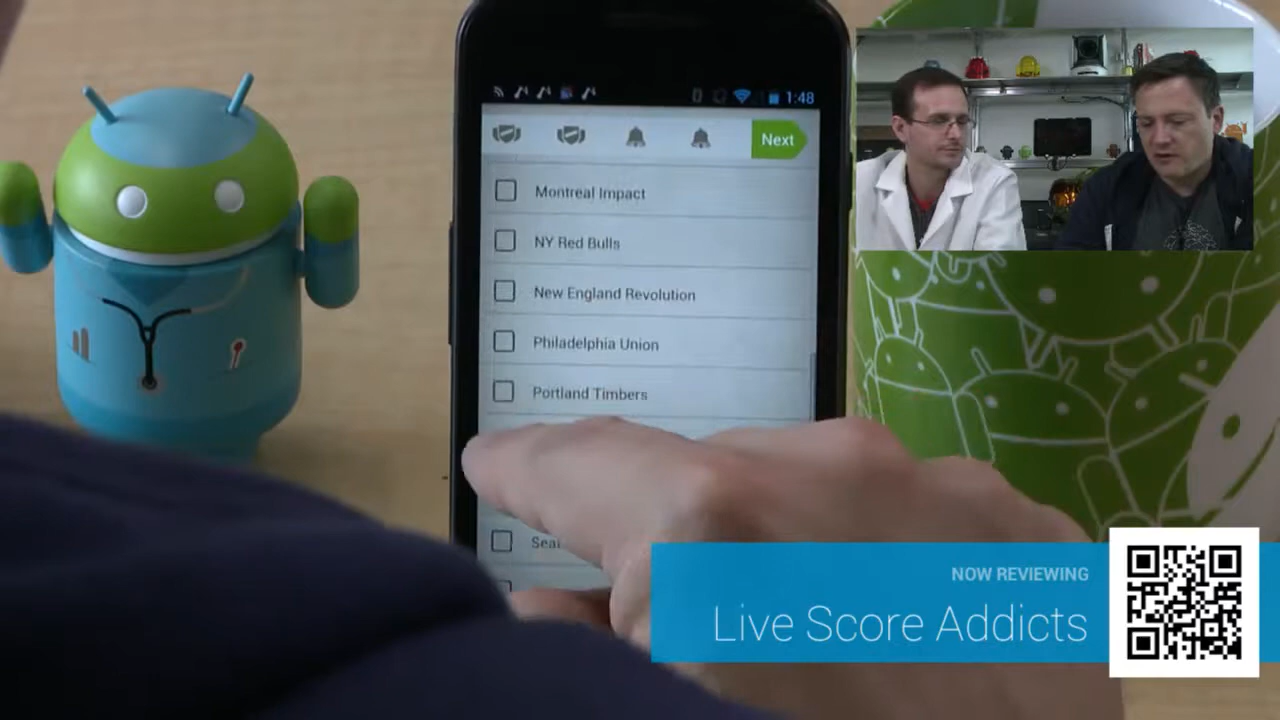 1:48
Next
Montreal Impact
NY Red Bulls
New England Revolution
Philadelphia Union
Portland Timbers
NOW REVIEWING
Live Score Addicts